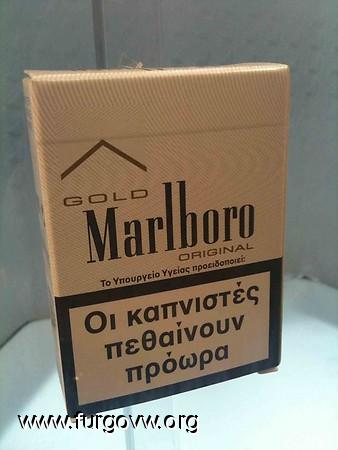 GOLD
Marlboro
ORIGINAL
Το Υπουργείο Υγείας προειδοποιεί:
Οι καπνιστές
πεθαίνουν
πρόωρα
www.furgovw.org